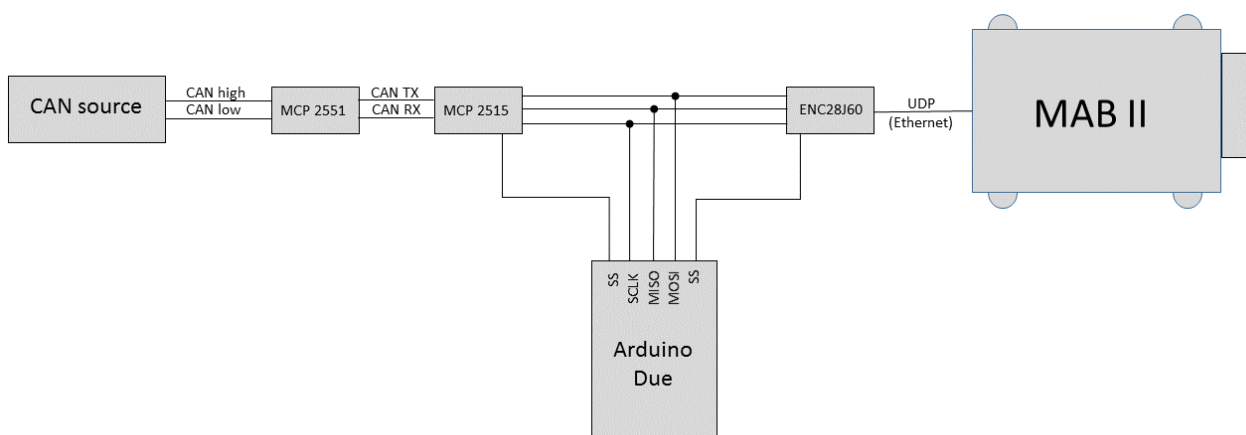 CAN source
CAN high
CAN low
MCP 2551
CAN TX
CAN RX
MCP 2515
ENC28J60
UDP
(Ethernet)
MAB II
SS
SCLK
MISO
MOSI
SS
Arduino
Due